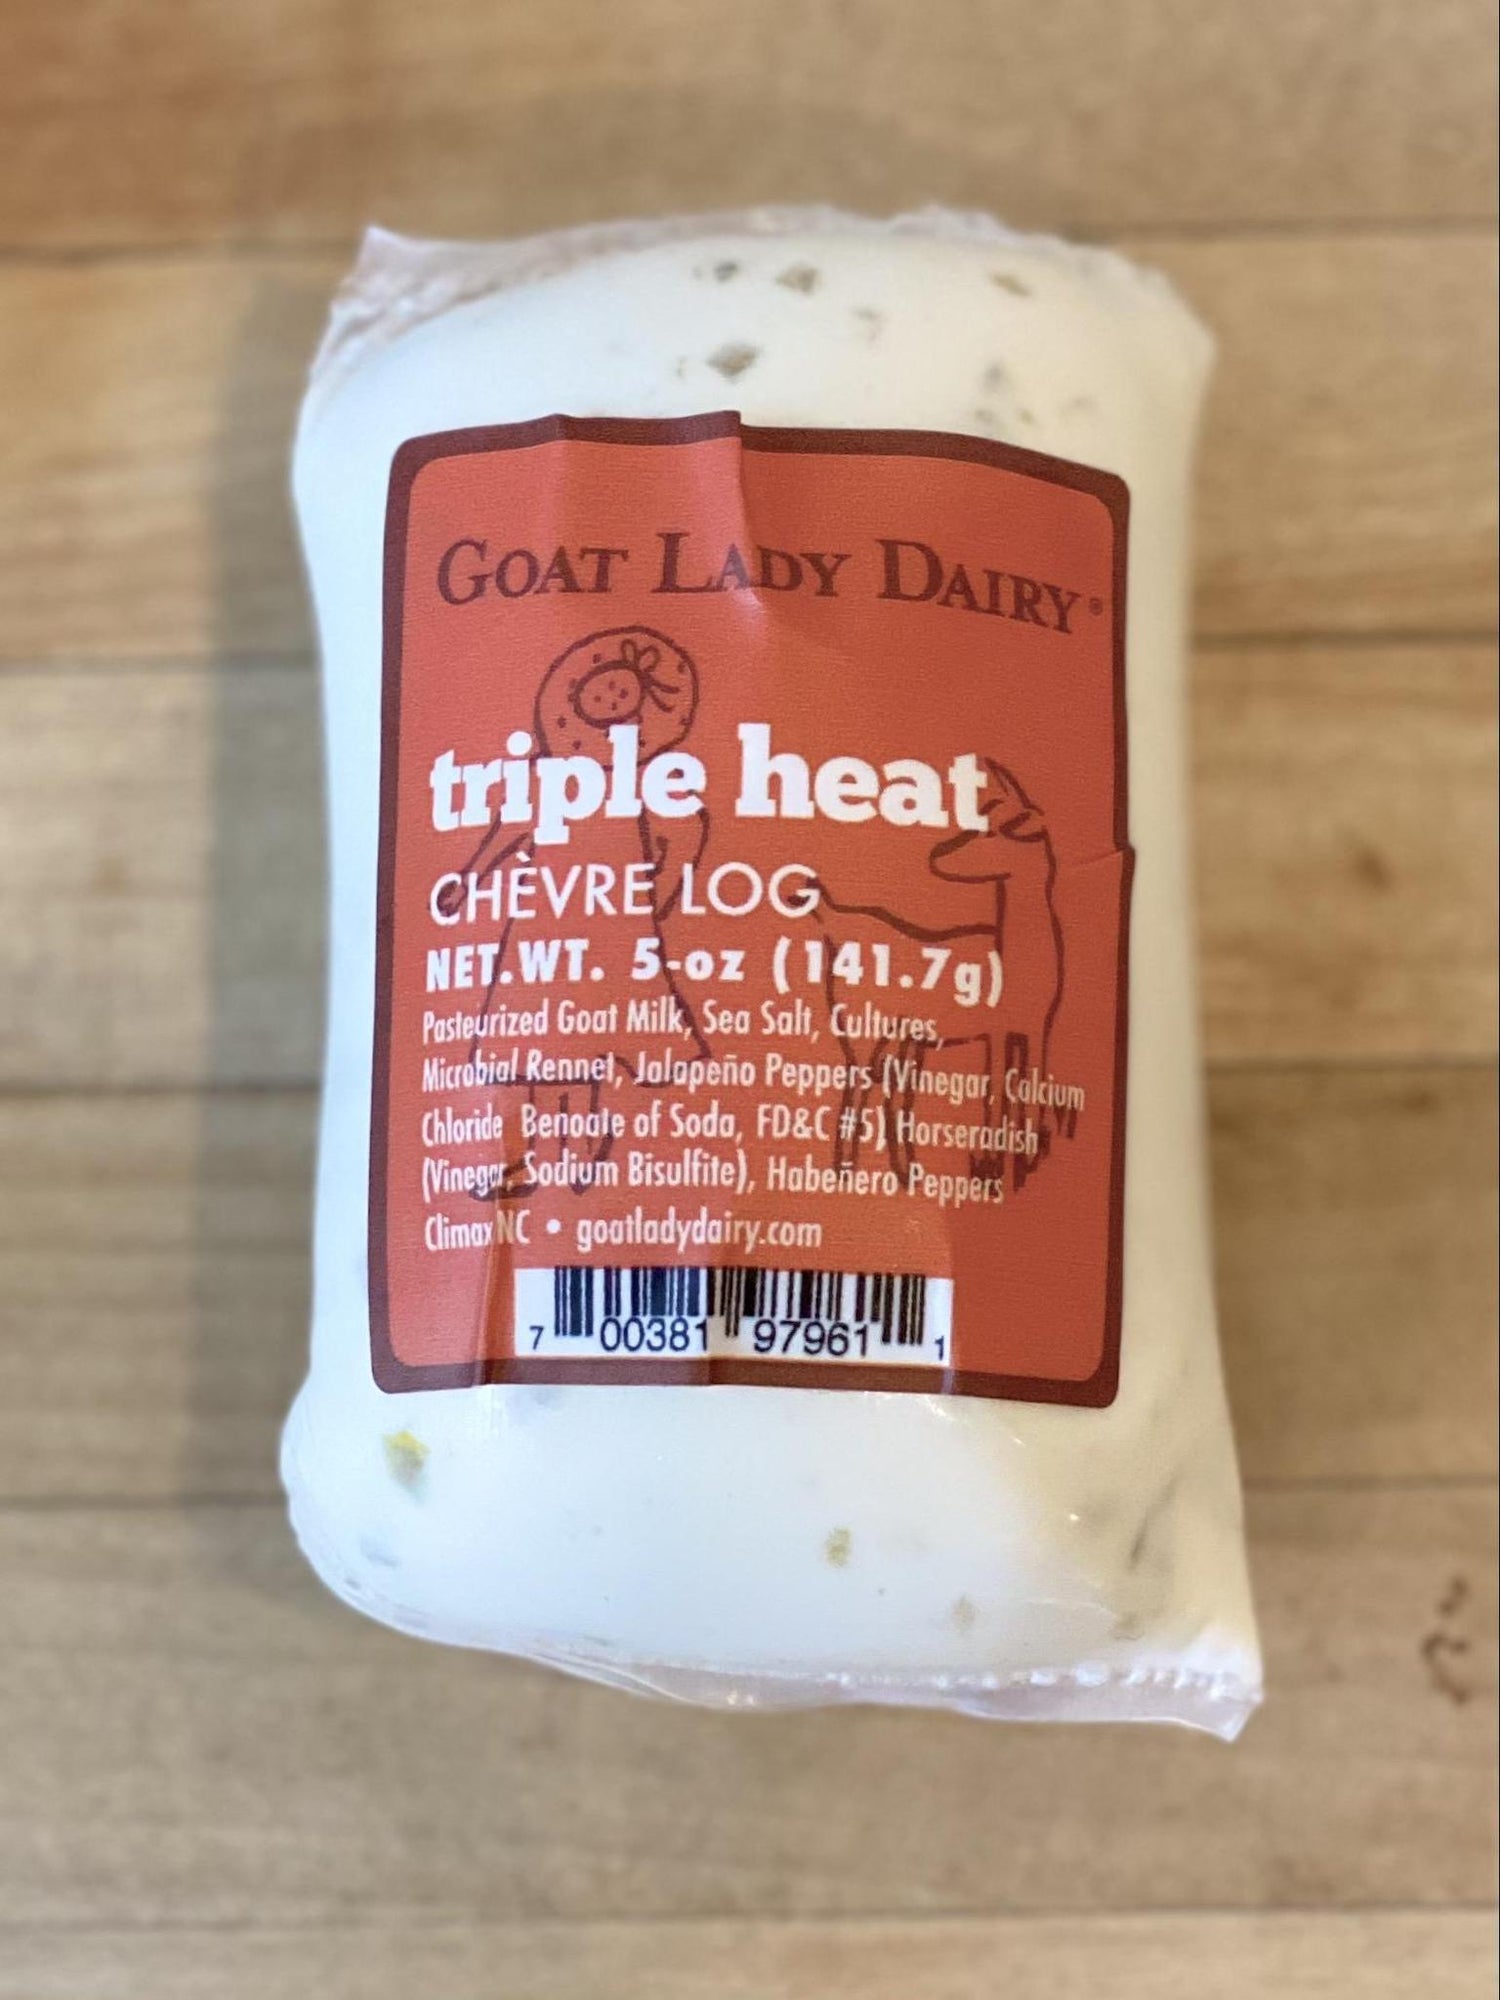 GOAT LADY DAIRY®
triple heat
CHÈVRE LOG
NET.WT. 5-oz (141.7g)
Pasteurized Goat Milk, Sea Salt, Cultures,
Microbial Rennet, Jalapeño Peppers (Vinegar, Calcium
Chloride Benoate of Soda, FD&C #5) Horseradish
(Vinegar, Sodium Bisulfite), Habeñero Peppers
Climax NC • goatladydairy.com
7 00381 97961 1